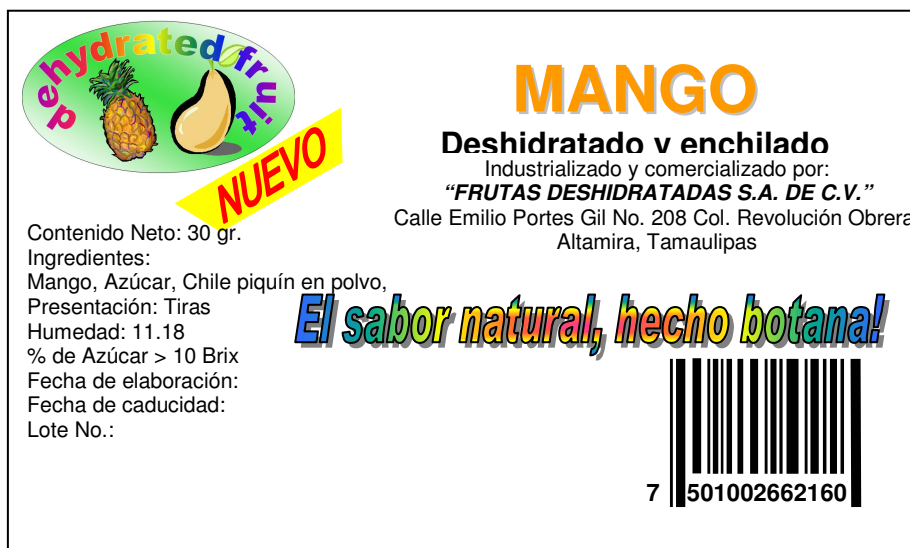 dehydrated fruit
NUEVO
MANGO
Deshidratado y enchilado
Industrializado y comercializado por:
“FRUTAS DESHIDRATADAS S.A. DE C.V.”
Calle Emilio Portes Gil No. 208 Col. Revolución Obrera
Altamira, Tamaulipas
Contenido Neto: 30 gr.
Ingredientes:
Mango, Azúcar, Chile piquín en polvo,
Presentación: Tiras
Humedad: 11.18
% de Azúcar > 10 Brix
Fecha de elaboración:
Fecha de caducidad:
Lote No.:
El sabor natural, hecho botana!
7 501002662160